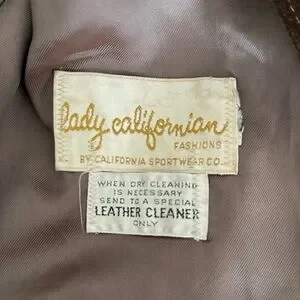 lady californian
FASHIONS
BY CALIFORNIA SPORTWEAR CO.
WHEN DRY CLEANING
IS NECESSARY
SEND TO A SPECIAL
LEATHER CLEANER
ONLY